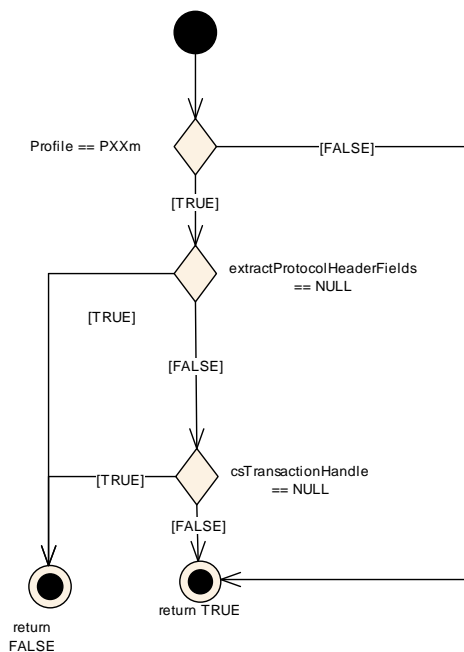 Profile == PXXm
[FALSE]
[TRUE]
extractProtocolHeaderFields
== NULL
[TRUE]
[FALSE]
csTransactionHandle
== NULL
[TRUE]
[FALSE]
return TRUE
return
FALSE